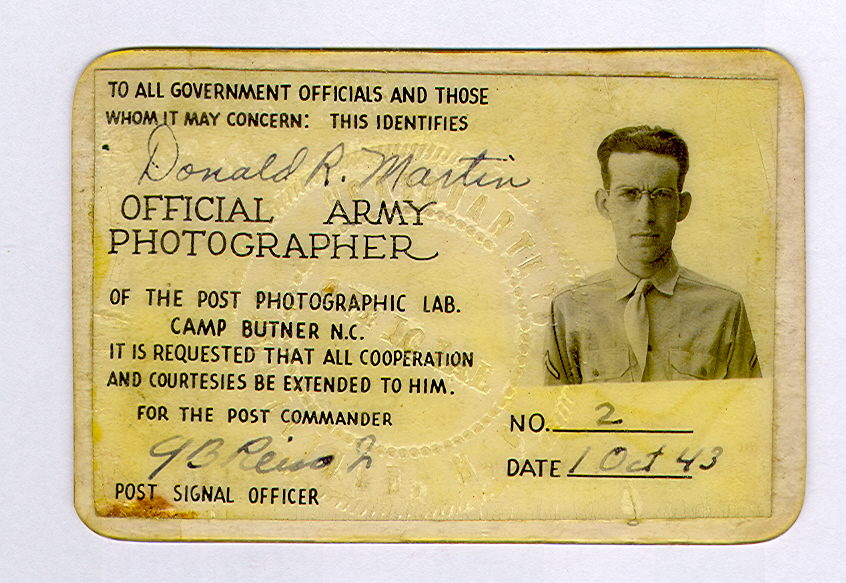 TO ALL GOVERNMENT OFFICIALS AND THOSE
WHOM IT MAY CONCERN: THIS IDENTIFIES
Donald R. Martin
OFFICIAL ARMY
PHOTOGRAPHER
OF THE POST PHOTOGRAPHIC LAB.
CAMP BUTNER N.C.
IT IS REQUESTED THAT ALL COOPERATION
AND COURTESIES BE EXTENDED TO HIM.
FOR THE POST COMMANDER
POST SIGNAL OFFICER
NO. 2
DATE 1 Oct 43